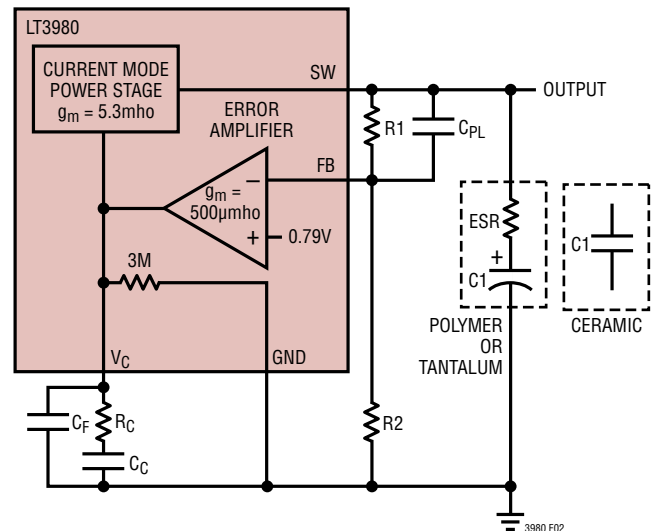 LT3980
CURRENT MODE
POWER STAGE
gm = 5.3mho
SW
OUTPUT
ERROR
AMPLIFIER
R1
CPL
FB
–
gm =
500µmho
+
0.79V
ESR
+
C1
C1
3M
POLYMER
OR
TANTALUM
CERAMIC
VC
GND
CF
RC
R2
CC
3980 F02